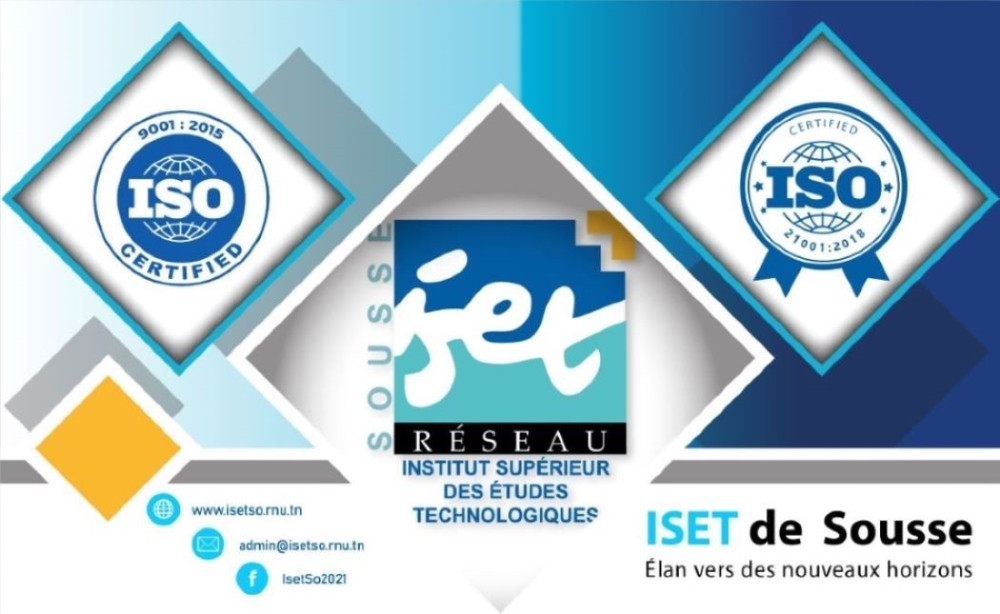 9001 : 2015
ISO
CERTIFIED
CERTIFIED
ISO
21001:2018
SOUSSE
iset
RÉSEAU
INSTITUT SUPÉRIEUR
DES ÉTUDES
TECHNOLOGIQUES
www.isetso.rnu.tn
admin@isetso.rnu.tn
IsetSo2021
ISET de Sousse
Élan vers des nouveaux horizons